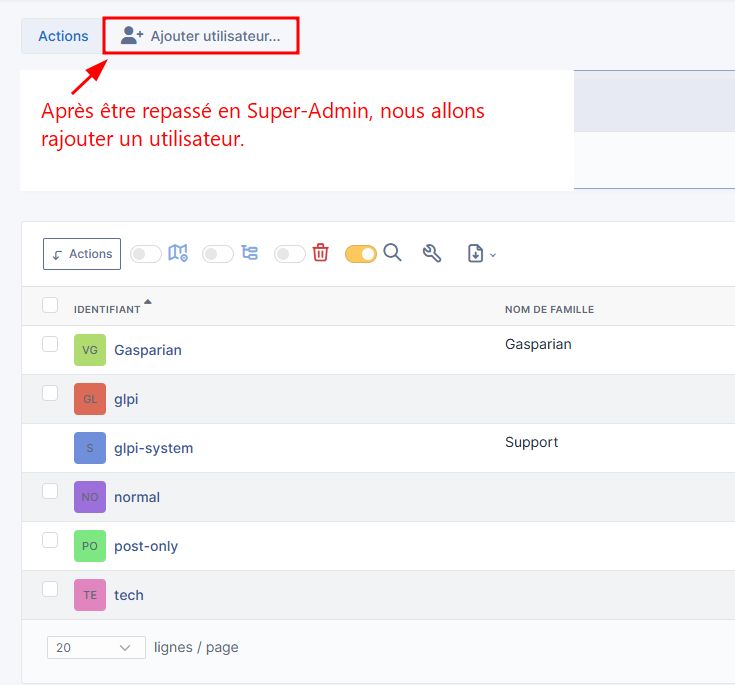 Actions Ajouter utilisateur...
Après être repassé en Super-Admin, nous allons
rajouter un utilisateur.
Actions
IDENTIFIANT NOM DE FAMILLE
VG Gasparian Gasparian
GL glpi
S glpi-system Support
NO normal
PO post-only
TE tech
20 lignes / page